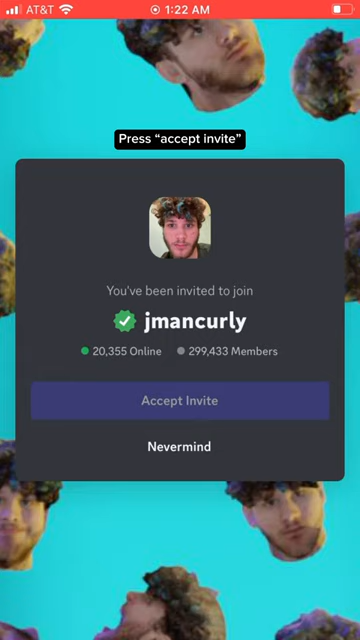 AT&T 1:22 AM
Press “accept invite”
You've been invited to join
jmancurly
20,355 Online 299,433 Members
Accept Invite
Nevermind